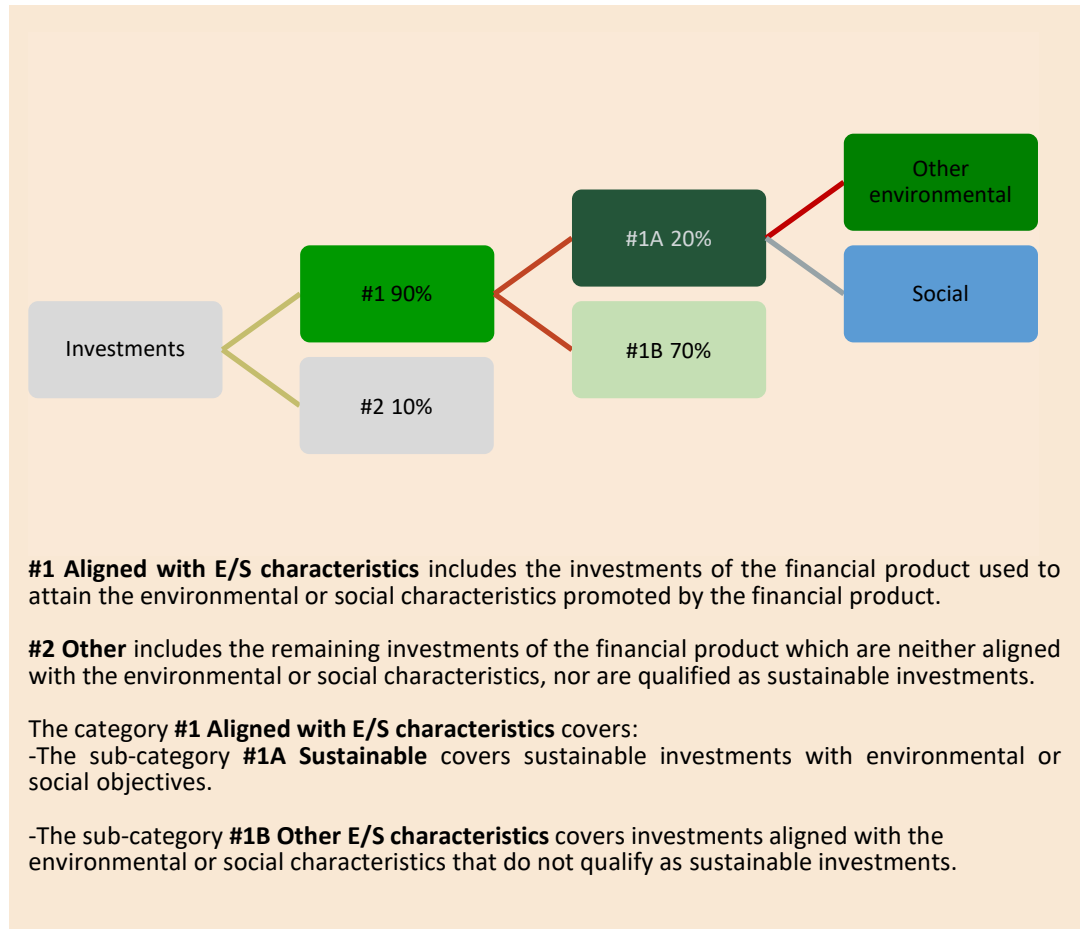 Other
environmental
#1A 20%
#1 90%
Social
Investments
#1B 70%
#2 10%
#1 Aligned with E/S characteristics includes the investments of the financial product used to
attain the environmental or social characteristics promoted by the financial product.
#2 Other includes the remaining investments of the financial product which are neither aligned
with the environmental or social characteristics, nor are qualified as sustainable investments.
The category #1 Aligned with E/S characteristics covers:
-The sub-category #1A Sustainable covers sustainable investments with environmental or
social objectives.
-The sub-category #1B Other E/S characteristics covers investments aligned with the
environmental or social characteristics that do not qualify as sustainable investments.